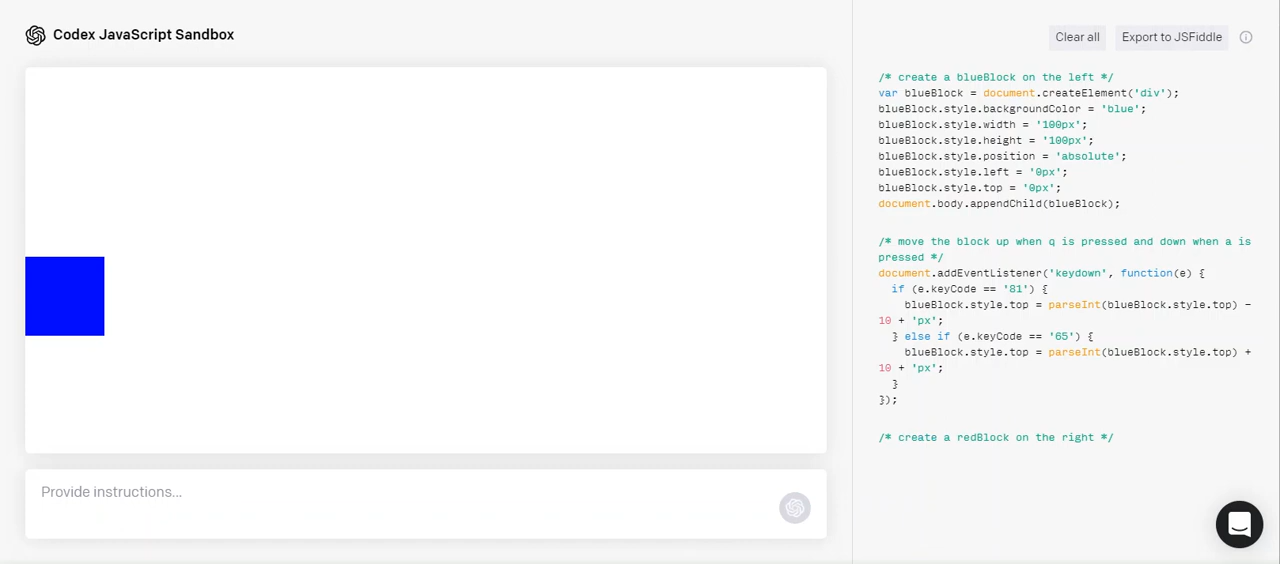 Codex JavaScript Sandbox
Clear all
Export to JSFiddle
/* create a blueBlock on the left */
var blueBlock = document.createElement('div');
blueBlock.style.backgroundColor = 'blue';
blueBlock.style.width = '100px';
blueBlock.style.height = '100px';
blueBlock.style.position = 'absolute';
blueBlock.style.left = '0px';
blueBlock.style.top = '0px';
document.body.appendChild(blueBlock);
/* move the block up when q is pressed and down when a is
pressed */
document.addEventListener('keydown', function(e) {
if (e.keyCode == '81') {
blueBlock.style.top = parseInt(blueBlock.style.top) -
10 + 'px';
} else if (e.keyCode == '65') {
blueBlock.style.top = parseInt(blueBlock.style.top) +
10 + 'px';
}
});
/* create a redBlock on the right */
Provide instructions...